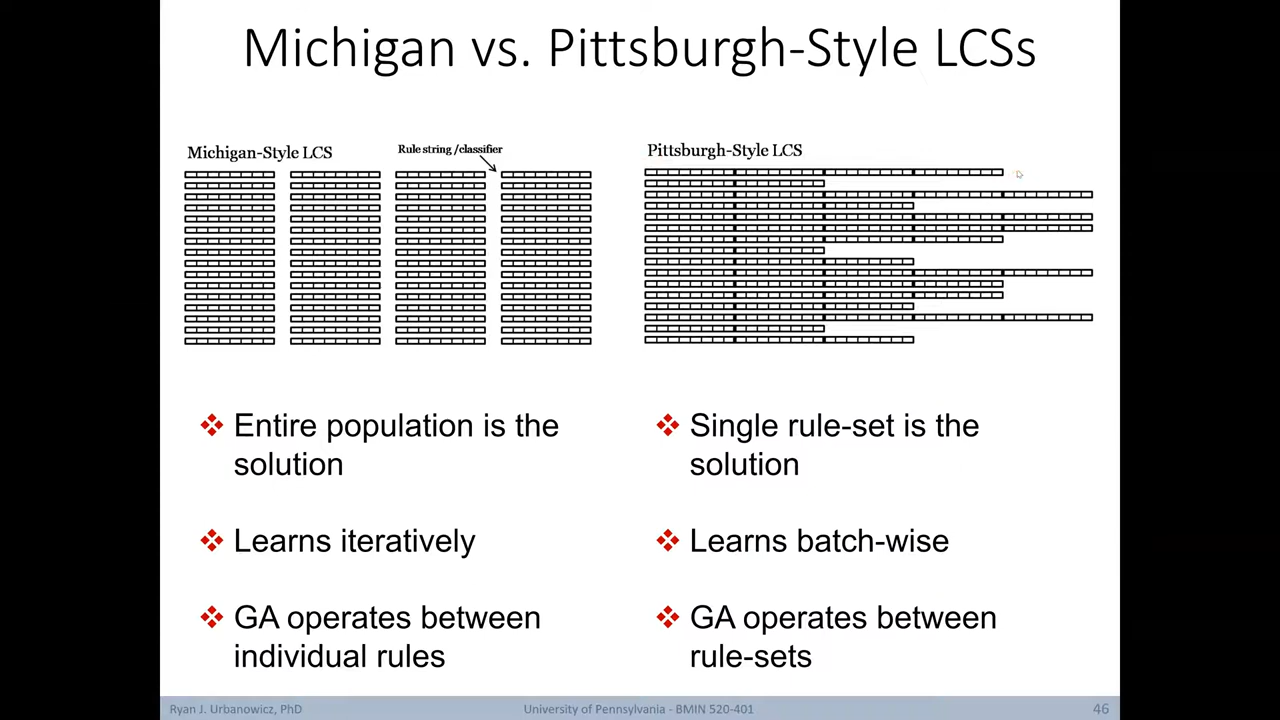 Michigan vs. Pittsburgh-Style LCSs
Michigan-Style LCS
Rule string /classifier
Pittsburgh-Style LCS
Entire population is the
solution
Learns iteratively
GA operates between
individual rules
Single rule-set is the
solution
Learns batch-wise
GA operates between
rule-sets
Ryan J. Urbanowicz, PhD
University of Pennsylvania - BMIN 520-401
46